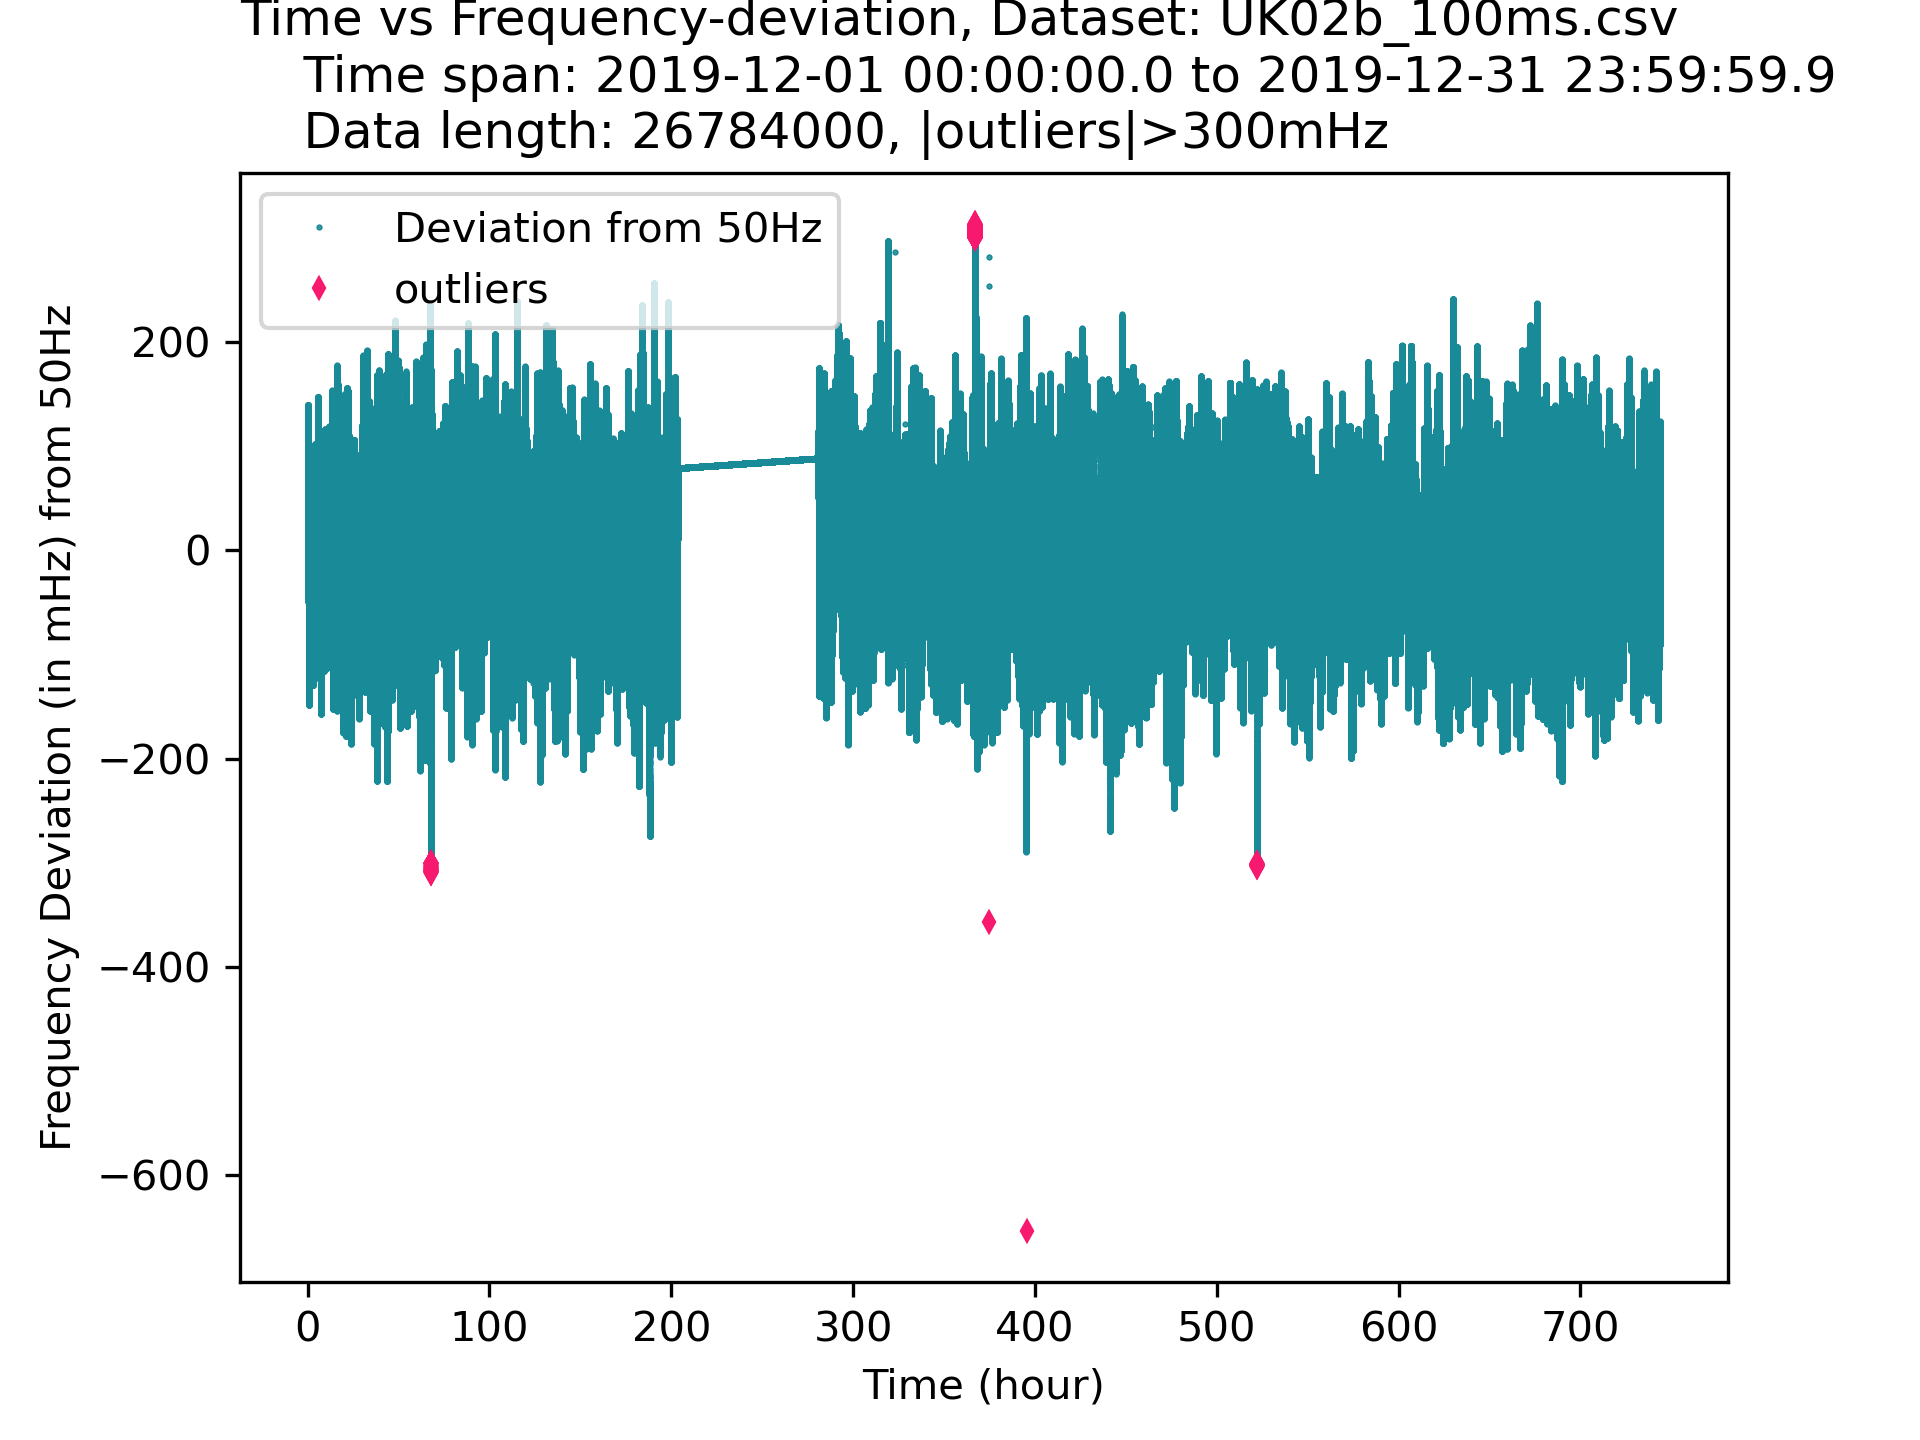 Time vs Frequency-deviation, Dataset: UK02b_100ms.csv
Time span: 2019-12-01 00:00:00.0 to 2019-12-31 23:59:59.9
Data length: 26784000, |outliers|>300mHz
Deviation from 50Hz
outliers
Frequency Deviation (in mHz) from 50Hz
200
0
−200
−400
−600
0 100 200 300 400 500 600 700
Time (hour)